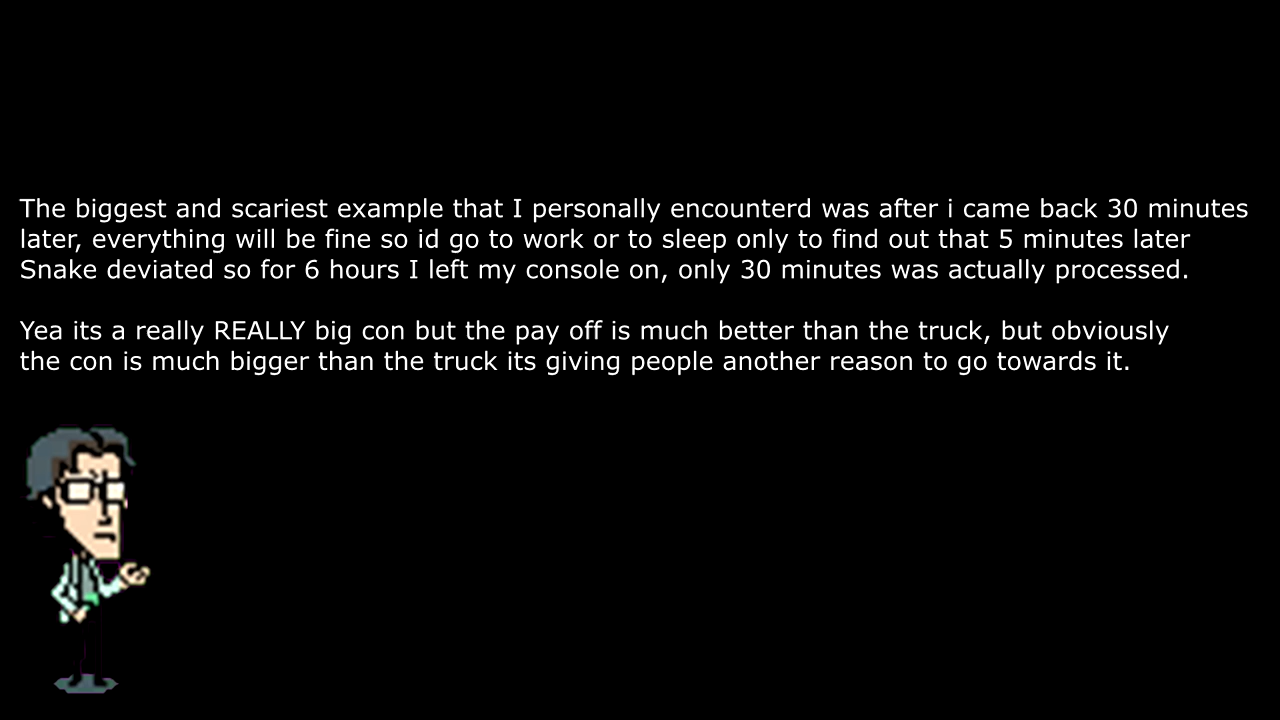 The biggest and scariest example that I personally encounterd was after i came back 30 minutes
later, everything will be fine so id go to work or to sleep only to find out that 5 minutes later
Snake deviated so for 6 hours I left my console on, only 30 minutes was actually processed.
Yea its a really REALLY big con but the pay off is much better than the truck, but obviously
the con is much bigger than the truck its giving people another reason to go towards it.